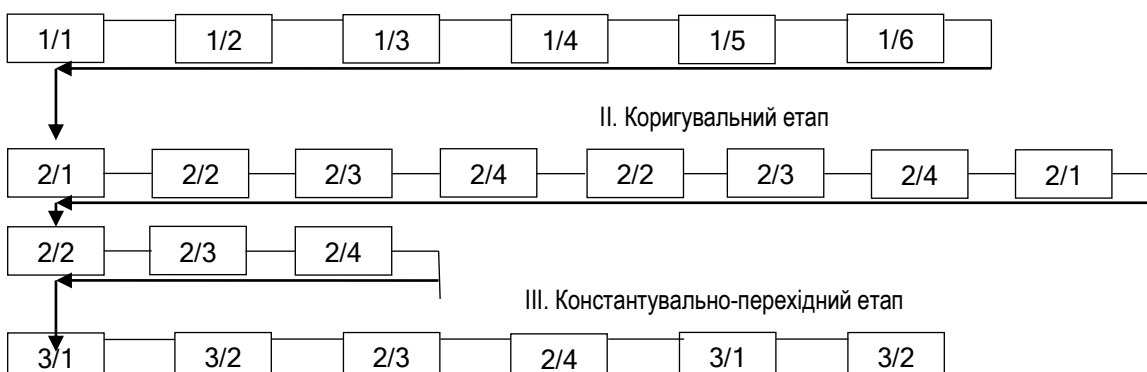 1/1 1/2 1/3 1/4 1/5 1/6
II. Коригувальний етап
2/1 2/2 2/3 2/4 2/2 2/3 2/4 2/1
2/2 2/3 2/4
III. Константувально-перехідний етап
3/1 3/2 2/3 2/4 3/1 3/2